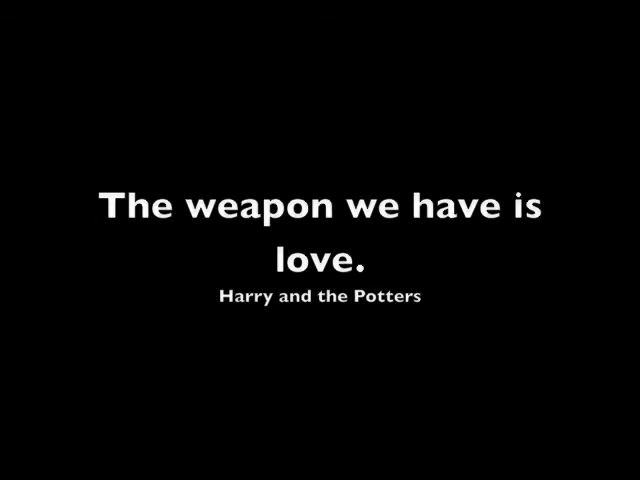 The weapon we have is
love.
Harry and the Potters